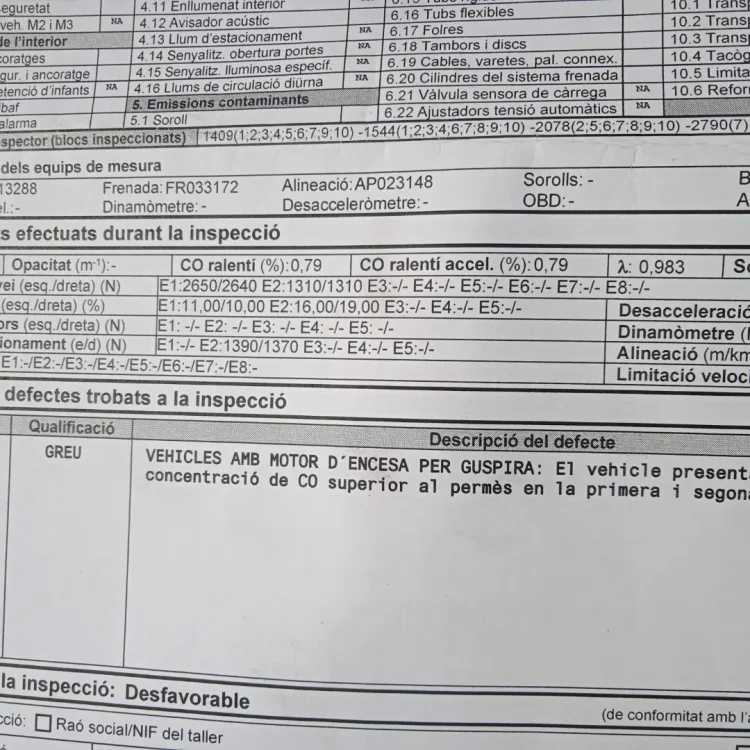 eguretat
4.11 Enllumenat interior
10.1 Transp
veh. M2 i M3
NA
4.12 Avisador acústic
6.16 Tubs flexibles
10.2 Transp
de l'interior
4.13 Llum d'estacionament
NA
6.17 Folres
10.3 Transp
coratges
4.14 Senyalitz. obertura portes
NA
6.18 Tambors i discs
10.4 Tacòg
gur. i ancoratge
4.15 Senyalitz. lluminosa específ.
NA
6.19 Cables, varetes, pal. connex.
10.5 Limita
etenció d'infants
NA
4.16 Llums de circulació diürna
NA
6.20 Cilindres del sistema frenada
10.6 Refor
baf
5. Emissions contaminants
6.21 Vàlvula sensora de càrrega
NA
alarma
5.1 Soroll
6.22 Ajustadors tensió automàtics
NA
nspector (blocs inspeccionats)
1409(1;2;3;4;5;6;7;9;10) -1544(1;2;3;4;6;7;8;9;10) -2078(2;5;6;7;8;9;10) -2790(7)
dels equips de mesura
13288
Frenada: FR033172
Alineació: AP023148
Sorolls: -
B
el.:-
Dinamòmetre: -
Desacceleròmetre: -
OBD: -
A
s efectuats durant la inspecció
Opacitat (m⁻¹):-
CO ralentí (%):0,79
CO ralentí accel. (%):0,79
λ: 0,983
So
vei (esq./dreta) (N)
E1:2650/2640 E2:1310/1310 E3:-/- E4:-/- E5:-/- E6:-/- E7:-/- E8:-/-
(esq./dreta) (%)
E1:11,00/10,00 E2:16,00/19,00 E3:-/- E4:-/- E5:-/-
Desacceleració
ors (esq./dreta) (N)
E1: -/- E2: -/- E3: -/- E4: -/- E5: -/-
Dinamòmetre (
ionament (e/d) (N)
E1:-/- E2:1390/1370 E3:-/- E4:-/- E5:-/-
Alineació (m/km
E1:-/E2:-/E3:-/E4:-/E5:-/E6:-/E7:-/E8:-
Limitació veloci
defectes trobats a la inspecció
Qualificació
Descripció del defecte
GREU
VEHICLES AMB MOTOR D´ENCESA PER GUSPIRA: El vehicle present
concentració de CO superior al permès en la primera i segon
la inspecció: Desfavorable
(de conformitat amb l'
cció:
Raó social/NIF del taller